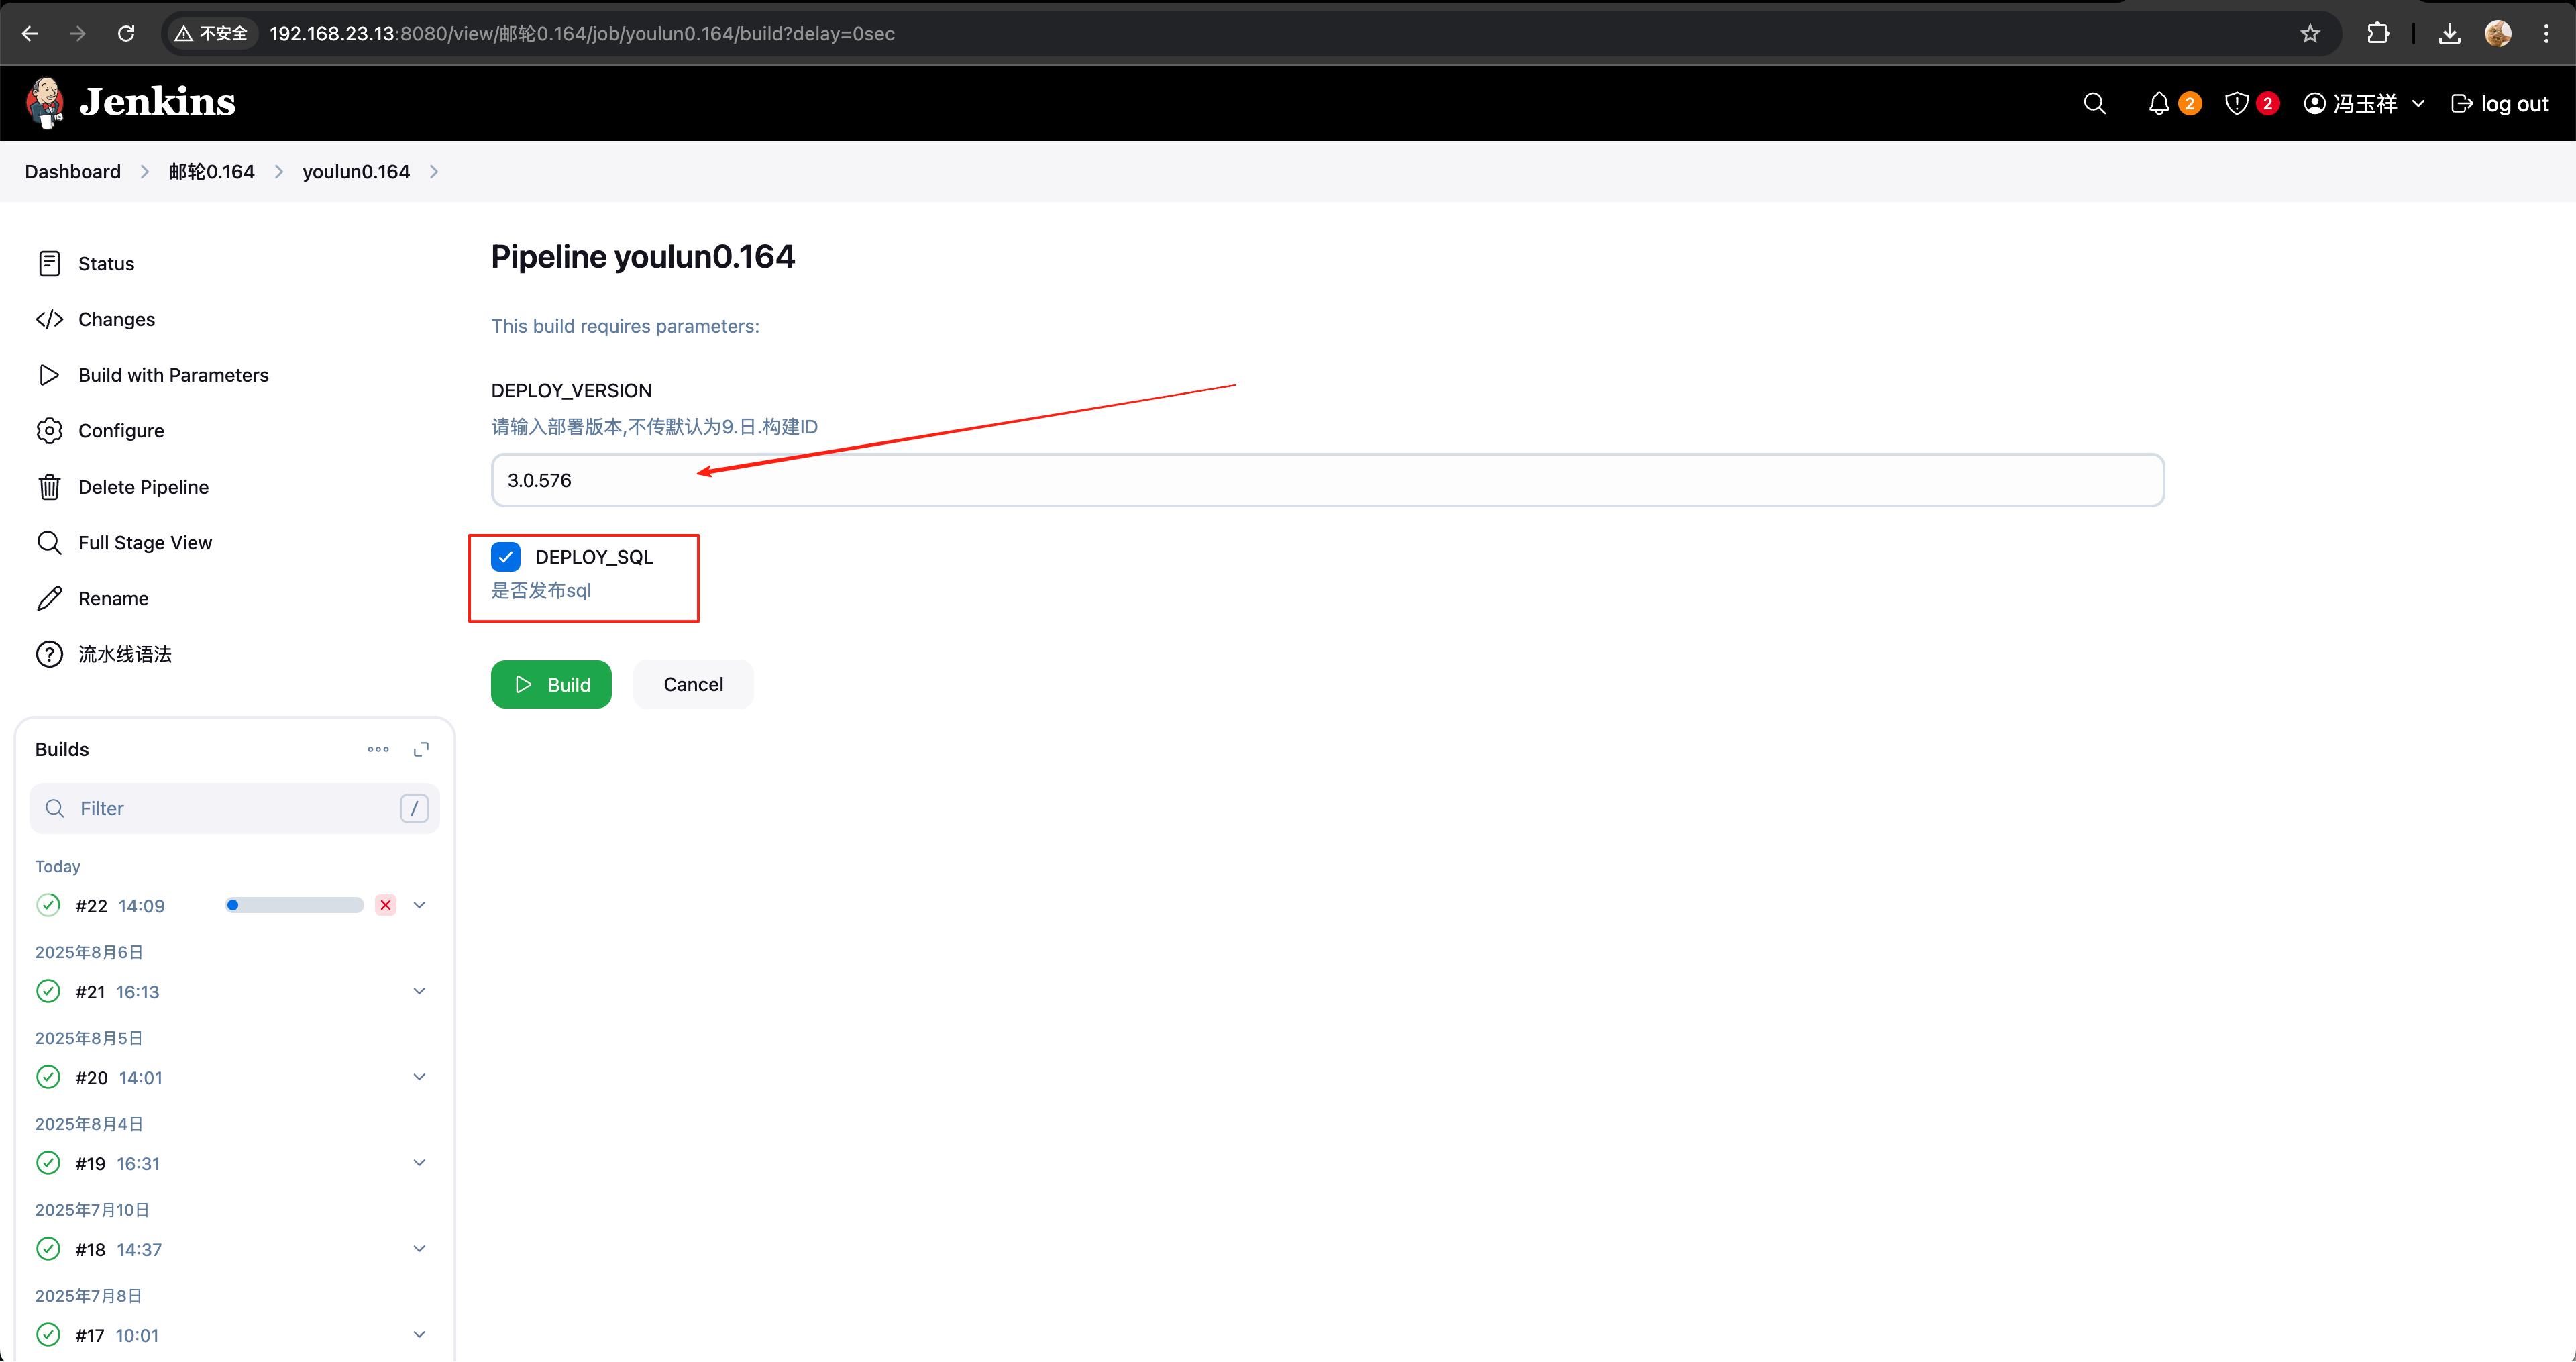 不安全 192.168.23.13:8080/view/邮轮0.164/job/youlun0.164/build?delay=0sec
Jenkins
2 2 冯玉祥 log out
Dashboard 邮轮0.164 youlun0.164
Status
Changes
Build with Parameters
Configure
Delete Pipeline
Full Stage View
Rename
流水线语法
Pipeline youlun0.164
This build requires parameters:
DEPLOY_VERSION
请输入部署版本,不传默认为9.日.构建ID
3.0.576
DEPLOY_SQL
是否发布sql
Build Cancel
Builds
Filter /
Today
#22 14:09
2025年8月6日
#21 16:13
2025年8月5日
#20 14:01
2025年8月4日
#19 16:31
2025年7月10日
#18 14:37
2025年7月8日
#17 10:01